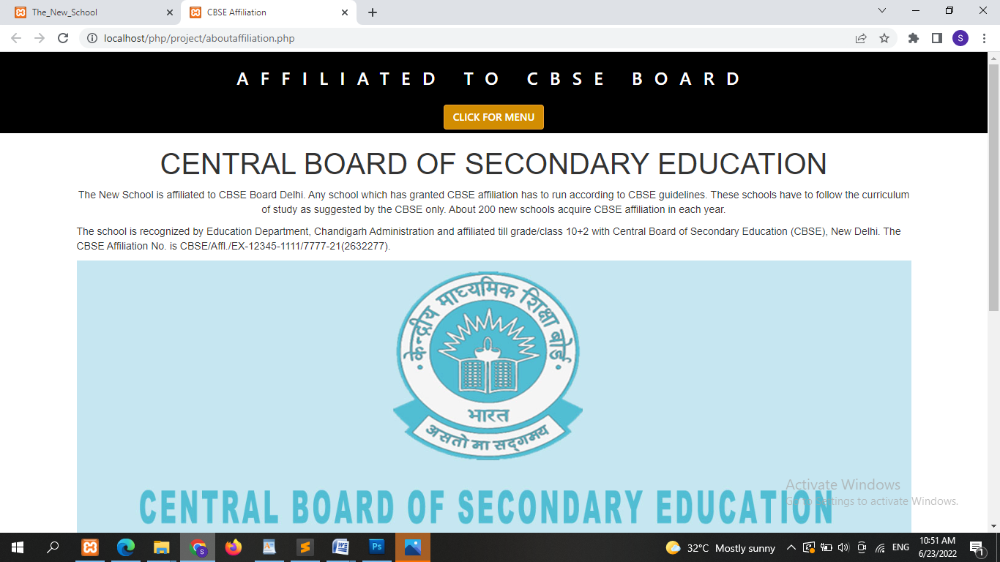 The_New_School
CBSE Affiliation
localhost/php/project/aboutaffiliation.php
S
AFFILIATED TO CBSE BOARD
CLICK FOR MENU
CENTRAL BOARD OF SECONDARY EDUCATION
The New School is affiliated to CBSE Board Delhi. Any school which has granted CBSE affiliation has to run according to CBSE guidelines. These schools have to follow the curriculum
of study as suggested by the CBSE only. About 200 new schools acquire CBSE affiliation in each year.
The school is recognized by Education Department, Chandigarh Administration and affiliated till grade/class 10+2 with Central Board of Secondary Education (CBSE), New Delhi. The
CBSE Affiliation No. is CBSE/Affl./EX-12345-1111/7777-21(2632277).
केन्द्रीय माध्यमिक शिक्षा बोर्ड
भारत
असतो मा सद्गमय
CENTRAL BOARD OF SECONDARY EDUCATION
Activate Windows
Go to Settings to activate Windows.
S
W
Ps
32°C Mostly sunny
ENG
10:51 AM
6/23/2022
1